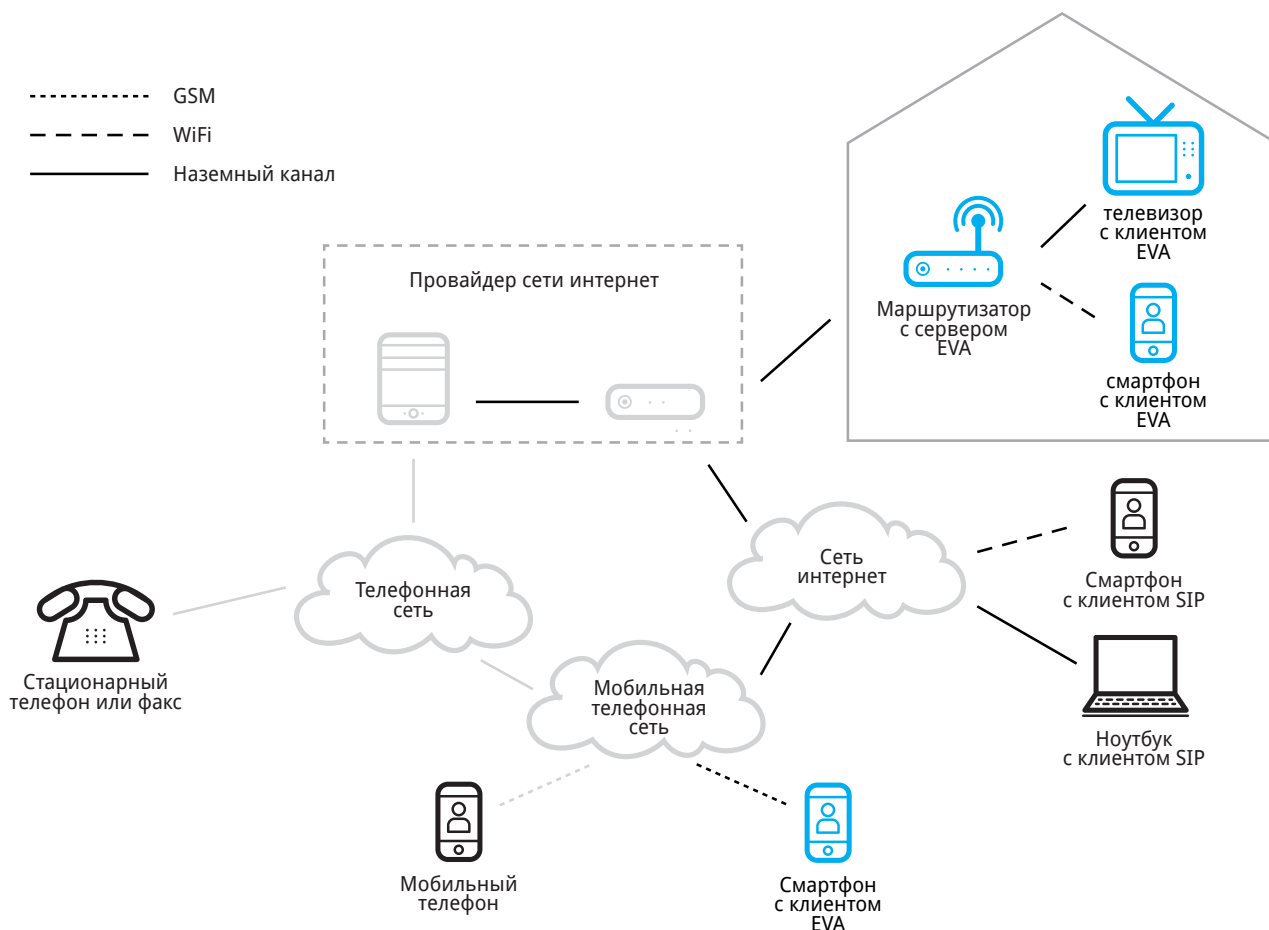 GSM
WiFi
Наземный канал
телевизор
с клиентом
EVA
Провайдер сети интернет
Маршрутизатор
с сервером
EVA
смартфон
с клиентом
EVA
Сеть
интернет
Смартфон
с клиентом SIP
Телефонная
сеть
Стационарный
телефон или факс
Мобильная
телефонная
сеть
Ноутбук
с клиентом SIP
Мобильный
телефон
Смартфон
с клиентом
EVA